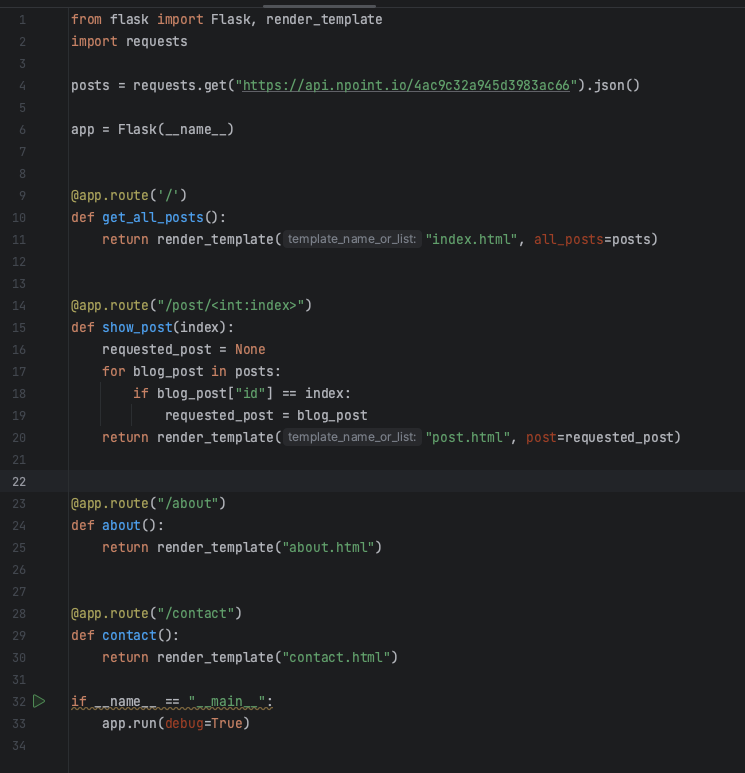 1 from flask import Flask, render_template
2 import requests
3
4 posts = requests.get("https://api.npoint.io/4ac9c32a945d3983ac66").json()
5
6 app = Flask(__name__)
7
8
9 @app.route('/')
10 def get_all_posts():
11     return render_template( template_name_or_list: "index.html", all_posts=posts)
12
13
14 @app.route("/post/<int:index>")
15 def show_post(index):
16     requested_post = None
17     for blog_post in posts:
18         if blog_post["id"] == index:
19             requested_post = blog_post
20     return render_template( template_name_or_list: "post.html", post=requested_post)
21
22
23 @app.route("/about")
24 def about():
25     return render_template("about.html")
26
27
28 @app.route("/contact")
29 def contact():
30     return render_template("contact.html")
31
32 if __name__ == "__main__":
33     app.run(debug=True)
34